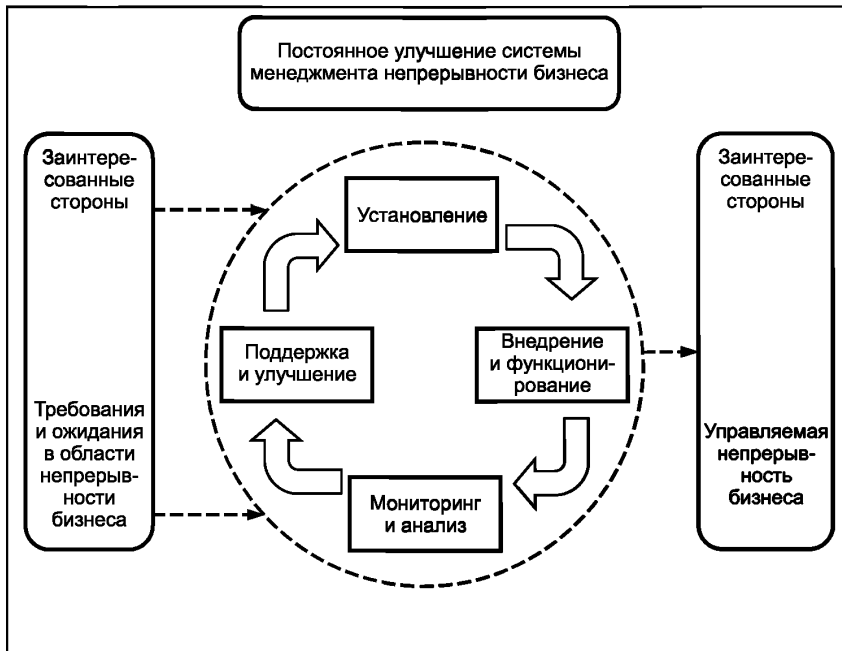 Постоянное улучшение системы
менеджмента непрерывности бизнеса
Заинтере-
сованные
стороны
Требования
и ожидания
в области
непрерыв-
ности
бизнеса
Установление
Внедрение
и функциони-
рование
Мониторинг
и анализ
Поддержка
и улучшение
Заинтере-
сованные
стороны
Управляемая
непрерыв-
ность
бизнеса